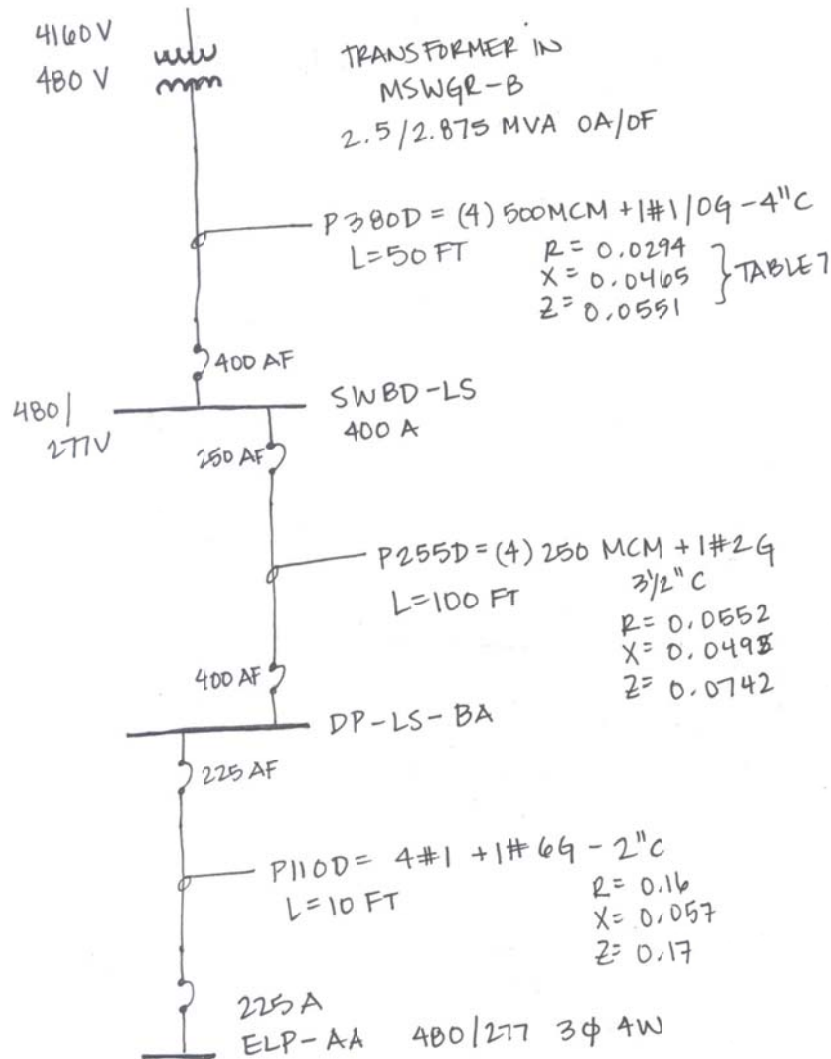 4160 V
480 V
TRANSFORMER IN
MSWGR-B
2.5/2.875 MVA OA/OF
P380D = (4) 500MCM + 1#1/0G - 4"C
L=50 FT
R = 0.0294
X = 0.0465
Z = 0.0551
} TABLE 7
400 AF
480/
277V
SWBD-LS
400 A
250 AF
P255D = (4) 250 MCM + 1#2G
3½"C
L=100 FT
R= 0.0552
X= 0.0495
Z= 0.0742
400 AF
DP-LS-BA
225 AF
P110D = 4#1 + 1#6G - 2"C
L=10 FT
R= 0.16
X= 0.057
Z= 0.17
225 A
ELP-AA 480/277 3ϕ 4W